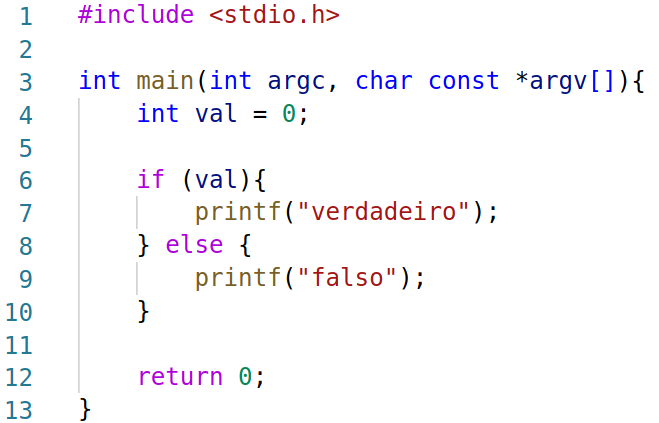 1 #include <stdio.h>
2
3 int main(int argc, char const *argv[]){
4     int val = 0;
5
6     if (val){
7         printf("verdadeiro");
8     } else {
9         printf("falso");
10     }
11
12     return 0;
13 }